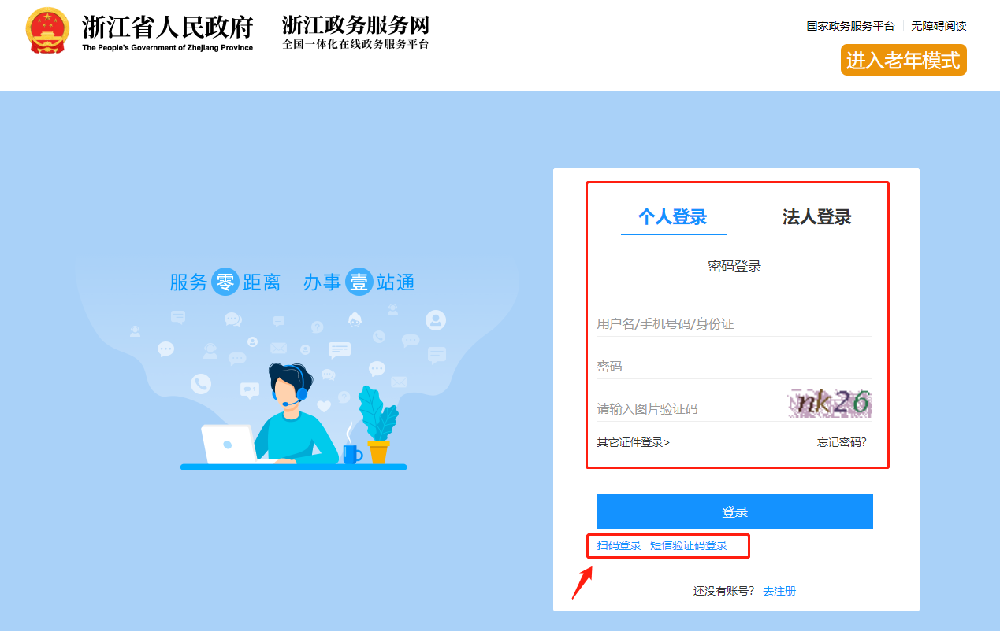 浙江省人民政府
The People's Government of Zhejiang Province
浙江政务服务网
全国一体化在线政务服务平台
国家政务服务平台
无障碍阅读
进入老年模式
服务零距离 办事壹站通
个人登录
法人登录
密码登录
用户名/手机号码/身份证
密码
请输入图片验证码
nk26
其它证件登录>
忘记密码?
登录
扫码登录 短信验证码登录
还没有账号? 去注册